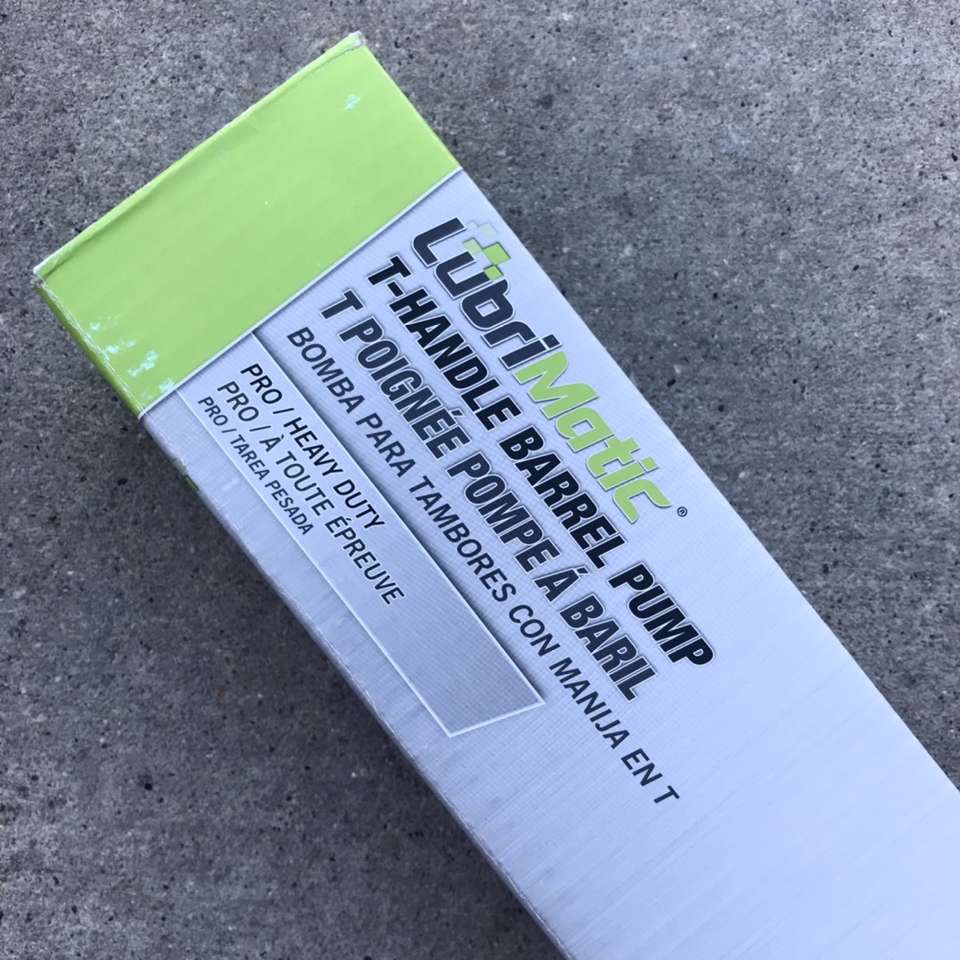 LubriMatic®
T-HANDLE BARREL PUMP
T POIGNÉE POMPE Á BARIL
BOMBA PARA TAMBORES CON MANIJA EN T
PRO / HEAVY DUTY
PRO / À TOUTE ÉPREUVE
PRO / TAREA PESADA